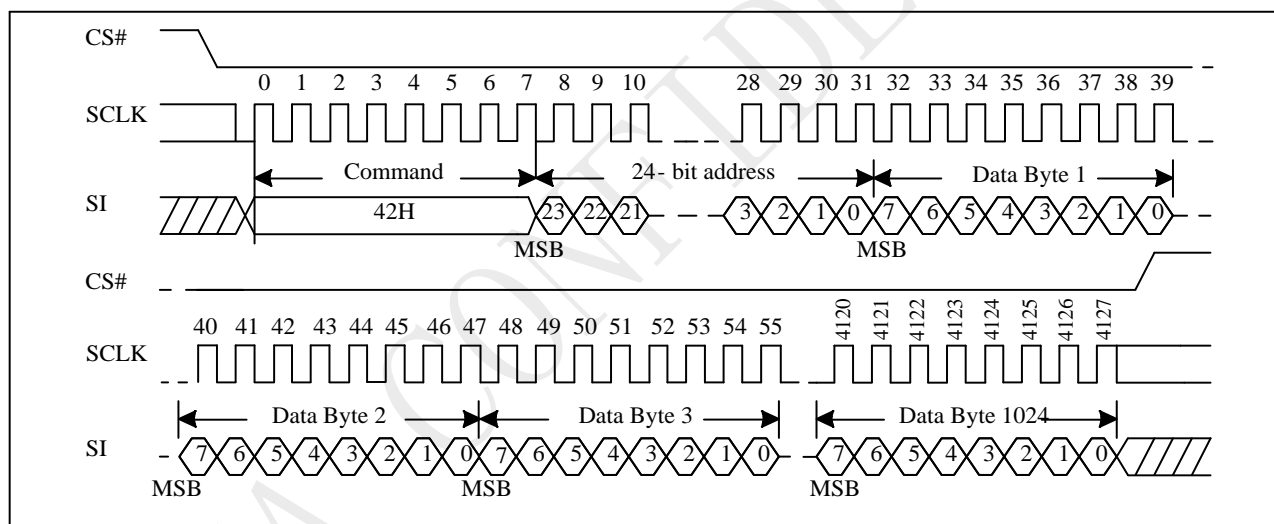 CS#
0 1 2 3 4 5 6 7 8 9 10 28 29 30 31 32 33 34 35 36 37 38 39
SCLK
Command 24- bit address Data Byte 1
SI 42H 23 22 21 3 2 1 0 7 6 5 4 3 2 1 0
MSB MSB
CS#
40 41 42 43 44 45 46 47 48 49 50 51 52 53 54 55 4120 4121 4122 4123 4124 4125 4126 4127
SCLK
Data Byte 2 Data Byte 3 Data Byte 1024
SI 7 6 5 4 3 2 1 0 7 6 5 4 3 2 1 0 7 6 5 4 3 2 1 0
MSB MSB MSB